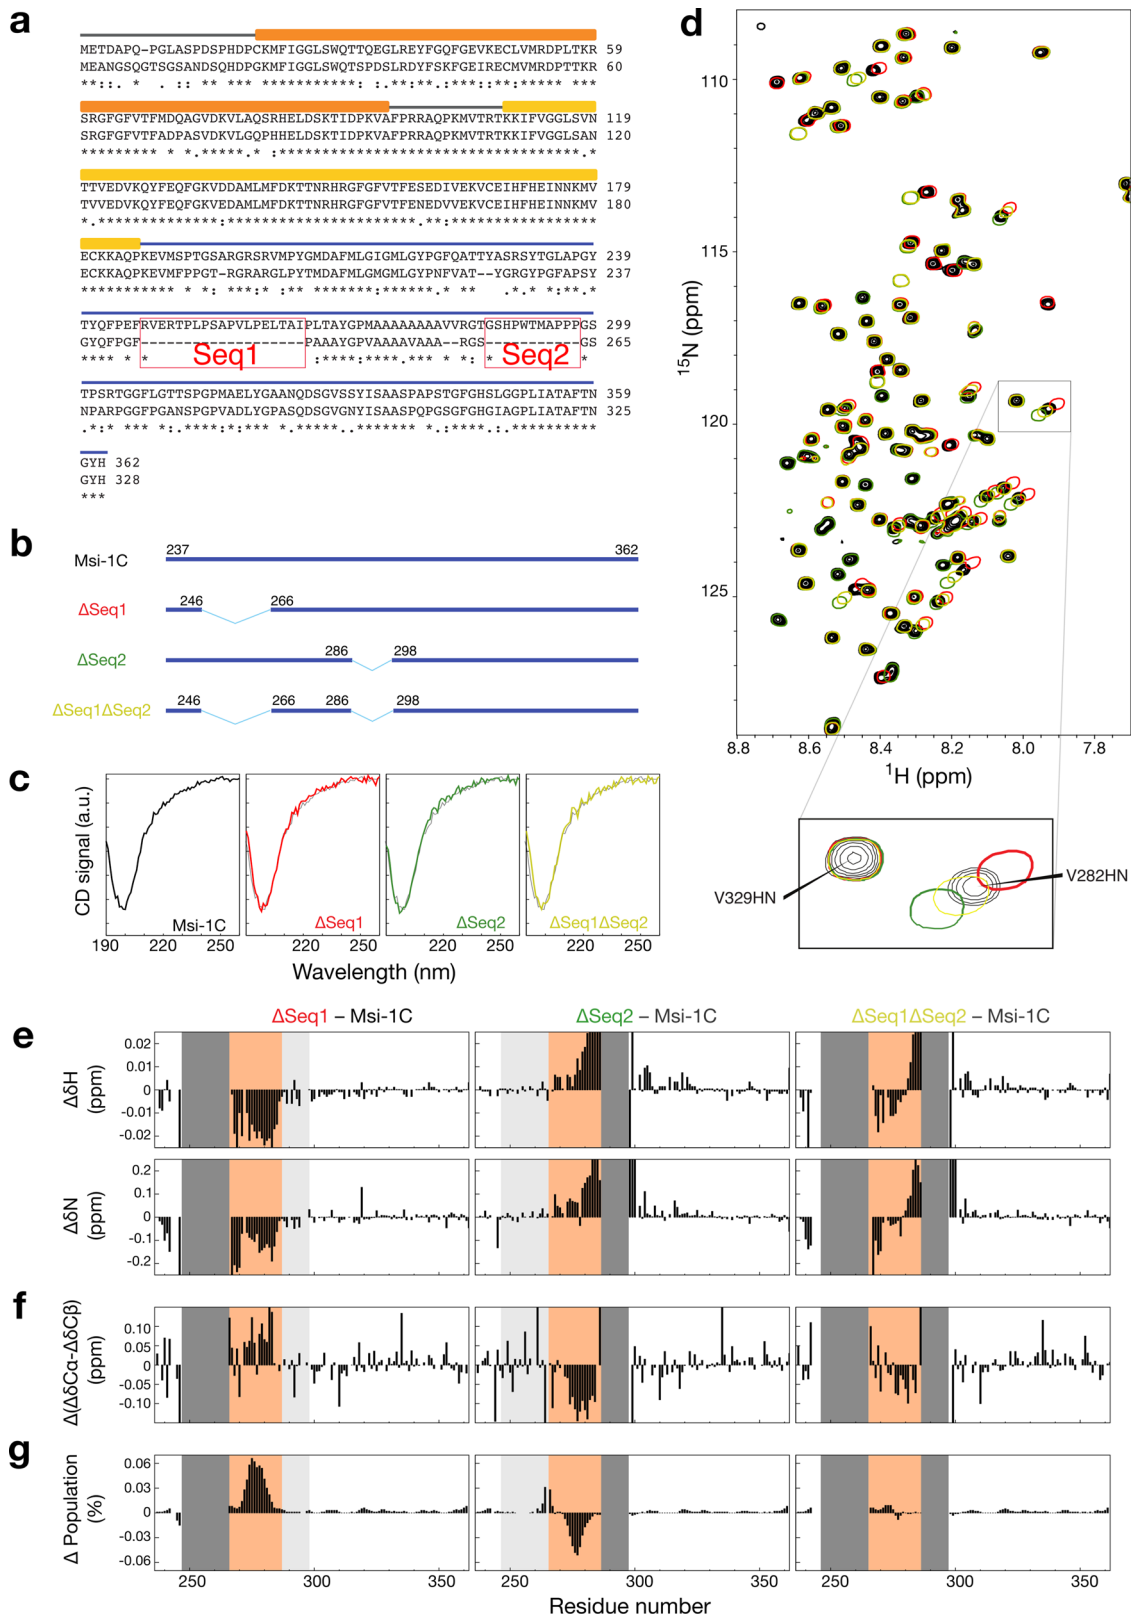 a
METDAPQ-PGLASPDSPHDPCKMFIGGLSWQTTQEGLREYFGQFGEVKECLVMRDPLTKR 59
MEANGSQGTSGSANDSQHDPGKMFIGGLSWQTSPDSLRDYFSKFGEIRECMVMRDPTTKR 60
SRGFGFVTFMDQAGVDKVLAQSRHELDSKTIDPKVAFPRRAQPKMVTRTKKIFVGGLSVN 119
SRGFGFVTFADPASVDKVLGQPHHELDSKTIDPKVAFPRRAQPKMVTRTKKIFVGGLSAN 120
TTVEDVKQYFEQFGKVDDAMLMFDKTTNRHRGFGFVTFESEDIVEKVCEIHFHEINNKMV 179
TVVEDVKQYFEQFGKVEDAMLMFDKTTNRHRGFGFVTFENEDVVEKVCEIHFHEINNKMV 180
ECKKAQPKEVMSPTGSARGRSRVMPYGMDAFMLGIGMLGYPGFQATTYASRSYTGLAPGY 239
ECKKAQPKEVMFPPGT-RGRARGLPYTMDAFMLGMGMLGYPNFVAT--YGRGYPGFAPSY 237
TYQFPEFRVERTPLPSAPVLPELTAIPLTAYGPMAAAAAAAAVVRGTGSHPWTMAPPPGS 299
GYQFPGF-------------------PAAAYGPVAAAAVAAA--RGS-----------GS 265
Seq1
Seq2
TPSRTGGFLGTTSPGPMAELYGAANQDSGVSSYISAASPAPSTGFGHSLGGPLIATAFTN 359
NPARPGGFPGANSPGPVADLYGPASQDSGVGNYISAASPQPGSGFGHGIAGPLIATAFTN 325
GYH 362
GYH 328
b
237 362
Msi-1C
246 266
ΔSeq1
286 298
ΔSeq2
246 266 286 298
ΔSeq1ΔSeq2
c
CD signal (a.u.)
Msi-1C
ΔSeq1
ΔSeq2
ΔSeq1ΔSeq2
190 220 250 220 250 220 250 220 250
Wavelength (nm)
d
110
115
120
125
15N (ppm)
8.8 8.6 8.4 8.2 8.0 7.8
1H (ppm)
V329HN
V282HN
ΔSeq1 – Msi-1C
ΔSeq2 – Msi-1C
ΔSeq1ΔSeq2 – Msi-1C
e
ΔδH (ppm)
0.02
0.01
0
-0.01
-0.02
ΔδN (ppm)
0.2
0.1
0
-0.1
-0.2
f
Δ(ΔδCα-ΔδCβ) (ppm)
0.10
0.05
0
-0.05
-0.10
g
Δ Population (%)
0.06
0.03
0
-0.03
-0.06
250 300 350 250 300 350 250 300 350
Residue number